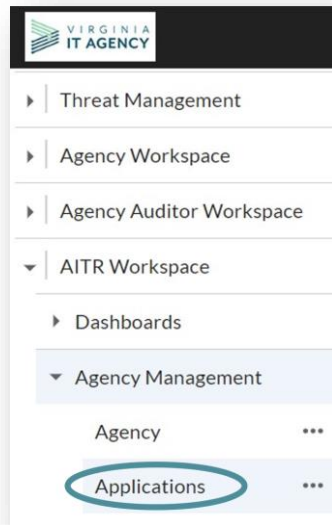 VIRGINIA
IT AGENCY
Threat Management
Agency Workspace
Agency Auditor Workspace
AITR Workspace
Dashboards
Agency Management
Agency
Applications